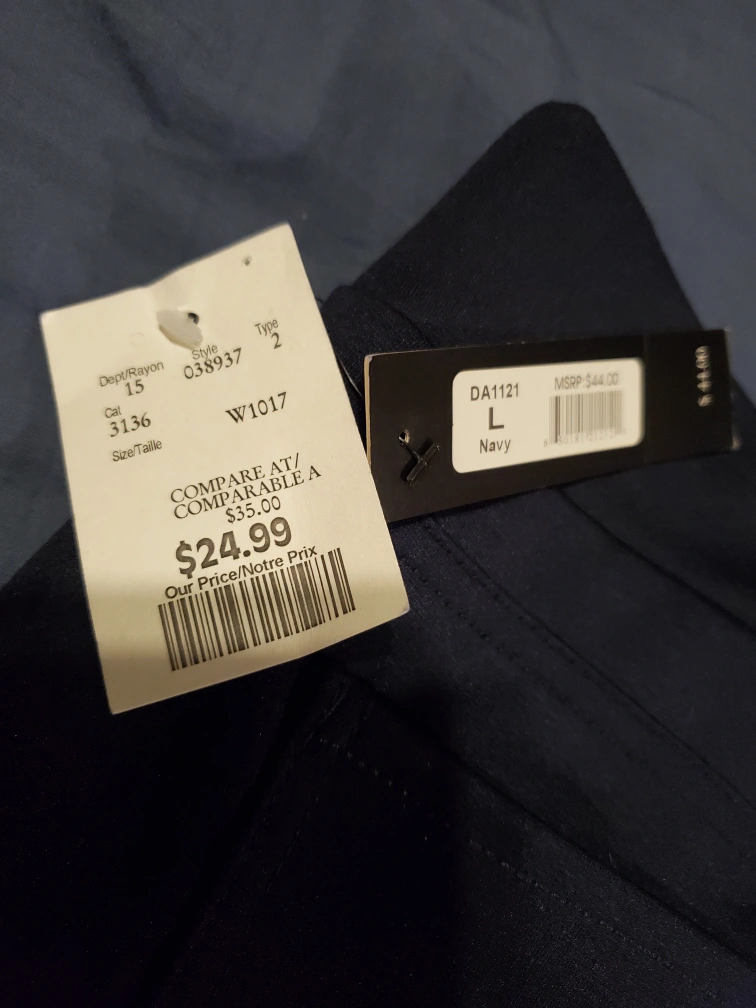 Dept/Rayon Style Type
15 038937 2
Cat
3136 W1017
Size/Taille
COMPARE AT/
COMPARABLE A
$35.00
$24.99
Our Price/Notre Prix
DA1121
L
Navy
MSRP:$44.00
$44.00